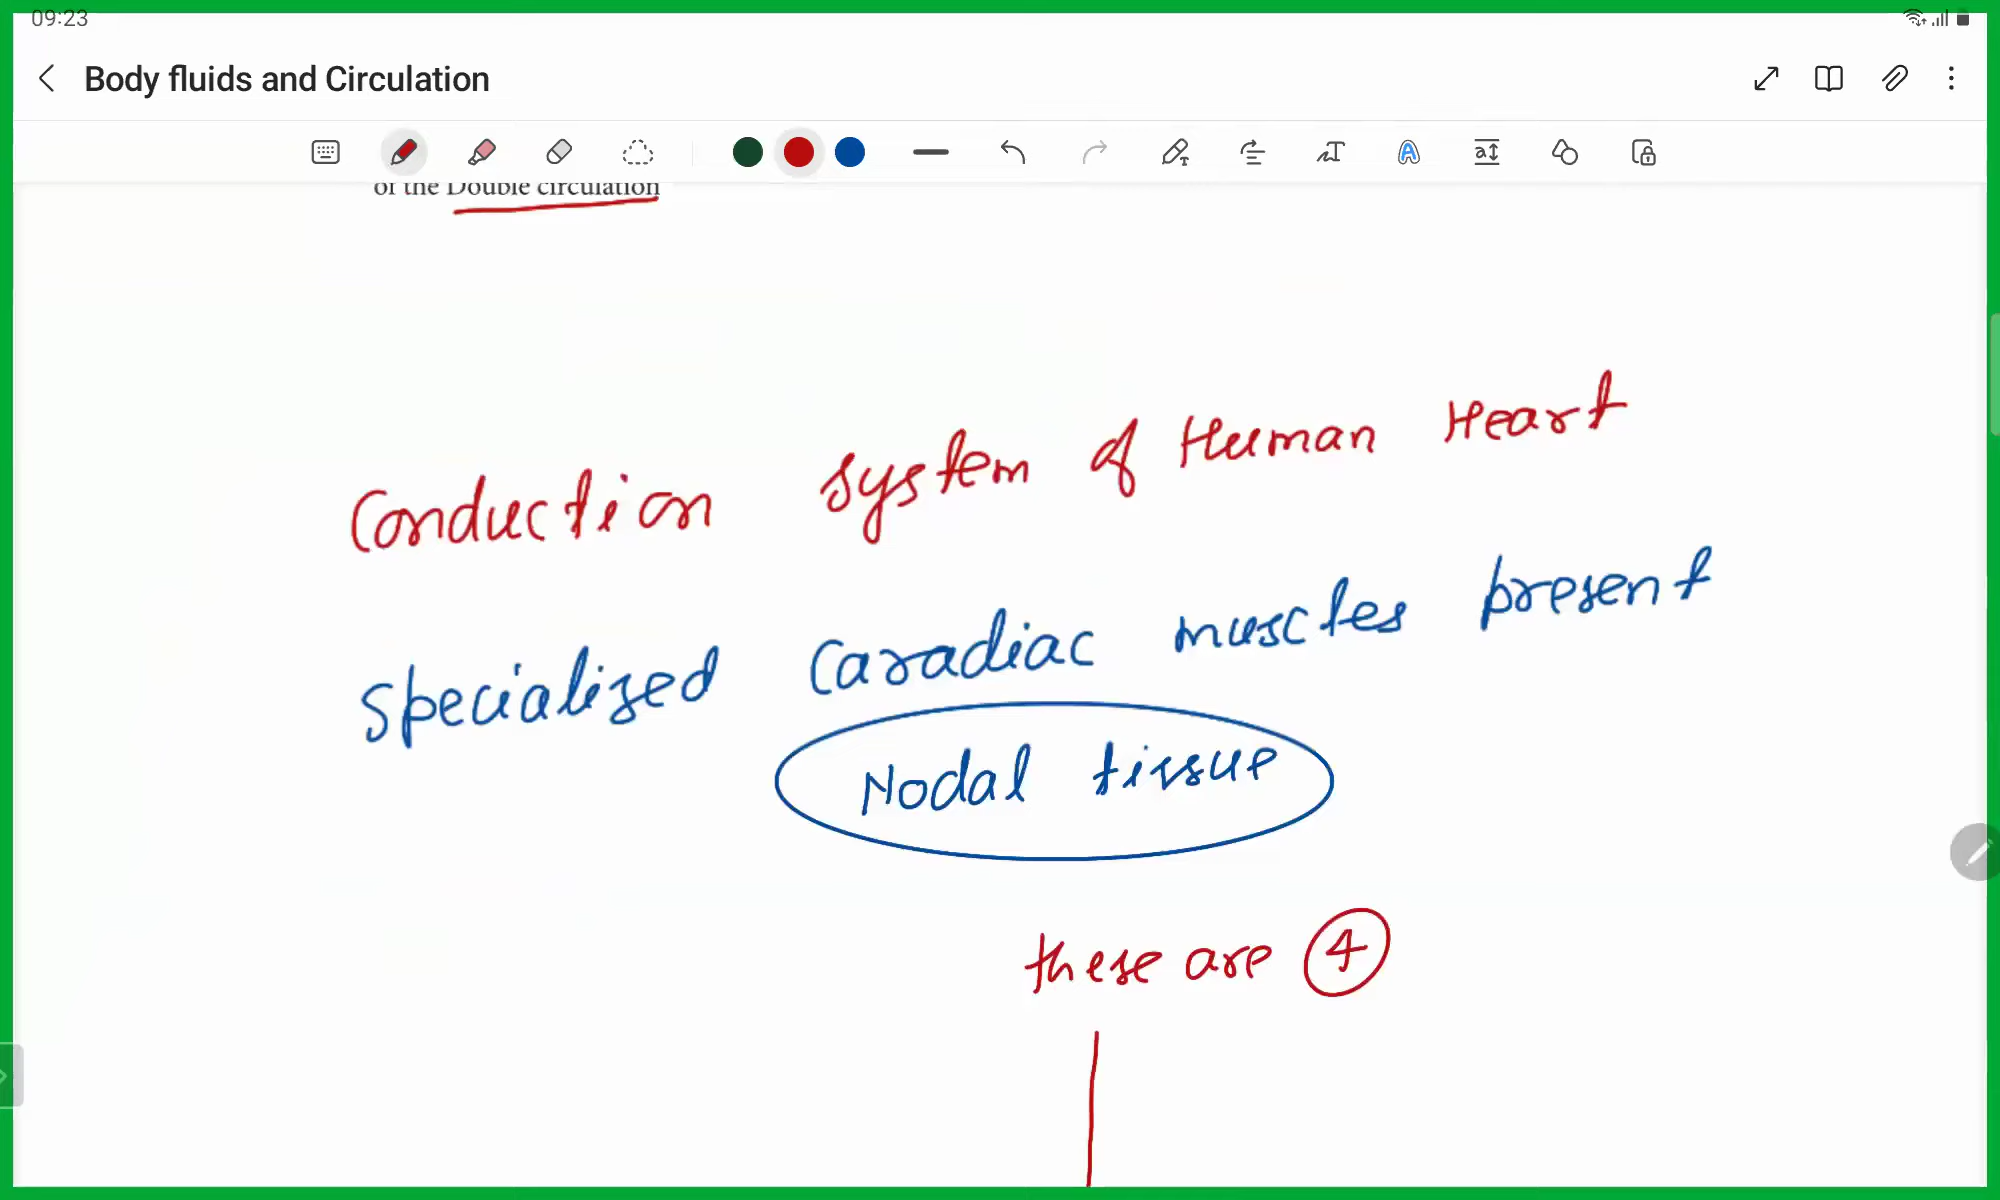 09:23
Body fluids and Circulation
of the Double circulation
Conduction system of Human Heart
specialized Caradiac muscles present
Nodal tissue
these are 4